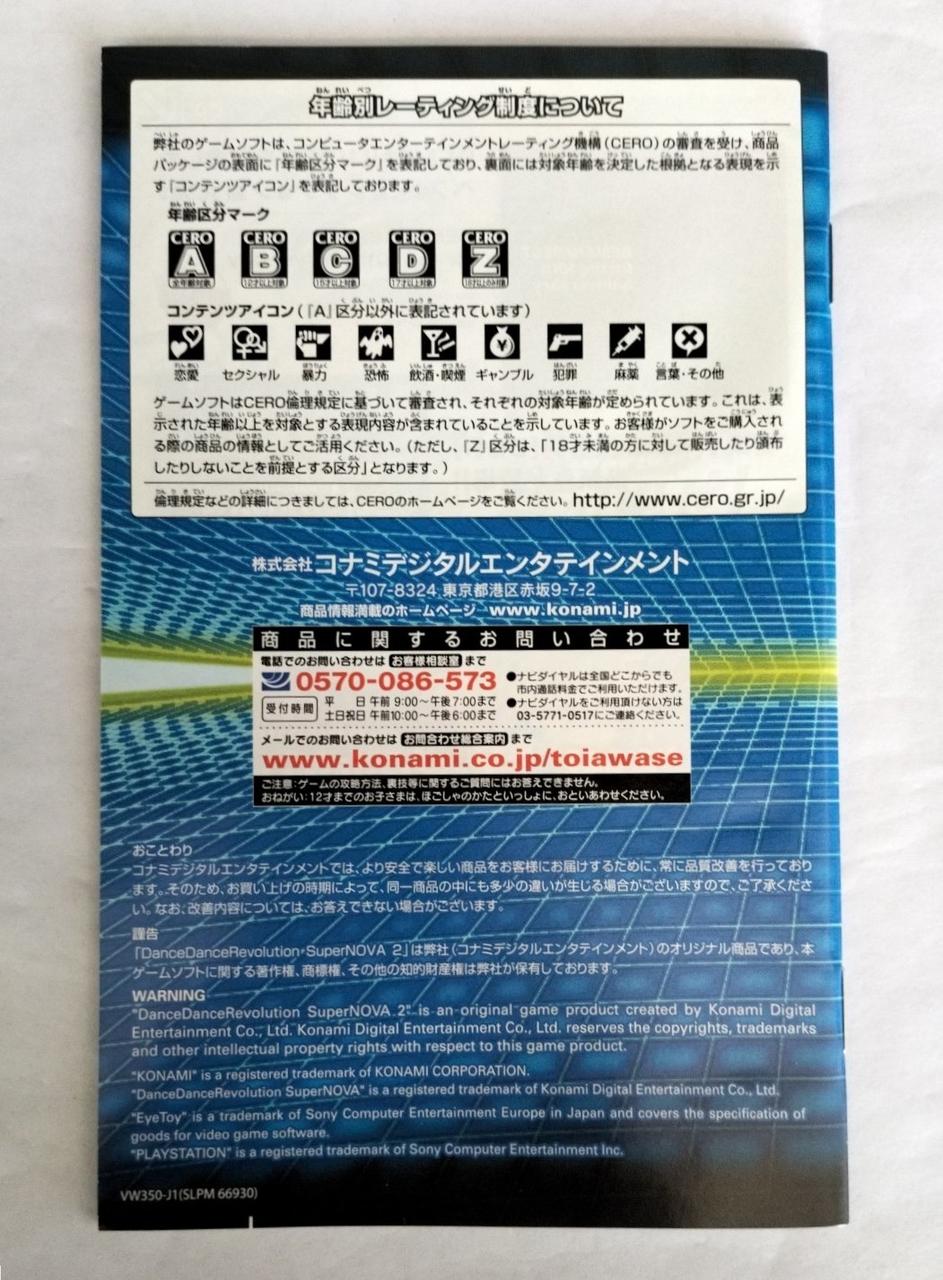 年齢別レーティング制度について
弊社のゲームソフトは、コンピュータエンターテインメントレーティング機構(CERO)の審査を受け、商品
パッケージの表面に『年齢区分マーク』を表記しており、裏面には対象年齢を決定した根拠となる表現を示
す『コンテンツアイコン』を表記しております。
年齢区分マーク
CERO CERO CERO CERO CERO
A B C D Z
全年齢対象 12才以上対象 15才以上対象 17才以上対象 18才以上のみ対象
コンテンツアイコン(『A』区分以外に表記されています)
恋愛 セクシャル 暴力 恐怖 飲酒・喫煙 ギャンブル 犯罪 麻薬 言葉・その他
ゲームソフトはCERO倫理規定に基づいて審査され、それぞれの対象年齢が定められています。これは、表
示された年齢以上を対象とする表現内容が含まれていることを示しています。お客様がソフトをご購入され
る際の商品の情報としてご活用ください。(ただし、『Z』区分は、「18才未満の方に対して販売したり頒布
したりしないことを前提とする区分」となります。)
倫理規定などの詳細につきましては、CEROのホームページをご覧ください。http://www.cero.gr.jp/
株式会社コナミデジタルエンタテインメント
〒107-8324 東京都港区赤坂9-7-2
商品情報満載のホームページ www.konami.jp
商品に関するお問い合わせ
電話でのお問い合わせは お客様相談室 まで
0570-086-573
受付時間 平 日 午前 9:00〜午後7:00まで
土日祝日 午前10:00〜午後6:00まで
●ナビダイヤルは全国どこからでも
市内通話料金でご利用いただけます。
●ナビダイヤルをご利用頂けない方は
03-5771-0517にご連絡ください。
メールでのお問い合わせは お問合わせ総合案内 まで
www.konami.co.jp/toiawase
ご注意:ゲームの攻略方法、裏技等に関するご質問にはお答えできません。
おねがい:12才までのお子さまは、ほごしゃのかたといっしょに、おといあわせください。
おことわり
コナミデジタルエンタテインメントでは、より安全で楽しい商品をお客様にお届けするために、常に品質改善を行っており
ます。そのため、お買い上げの時期によって、同一商品の中にも多少の違いが生じる場合がございますので、ご了承くださ
い。なお、改善内容については、お答えできない場合がございます。
謹告
「DanceDanceRevolution SuperNOVA 2」は弊社(コナミデジタルエンタテインメント)のオリジナル商品であり、本
ゲームソフトに関する著作権、商標権、その他の知的財産権は弊社が保有しております。
WARNING
"DanceDanceRevolution SuperNOVA 2" is an original game product created by Konami Digital
Entertainment Co., Ltd. Konami Digital Entertainment Co., Ltd. reserves the copyrights, trademarks
and other intellectual property rights with respect to this game product.
"KONAMI" is a registered trademark of KONAMI CORPORATION.
"DanceDanceRevolution SuperNOVA" is a registered trademark of Konami Digital Entertainment Co., Ltd.
"EyeToy" is a trademark of Sony Computer Entertainment Europe in Japan and covers the specification of
goods for video game software.
"PLAYSTATION" is a registered trademark of Sony Computer Entertainment Inc.
VW350-J1(SLPM 66930)